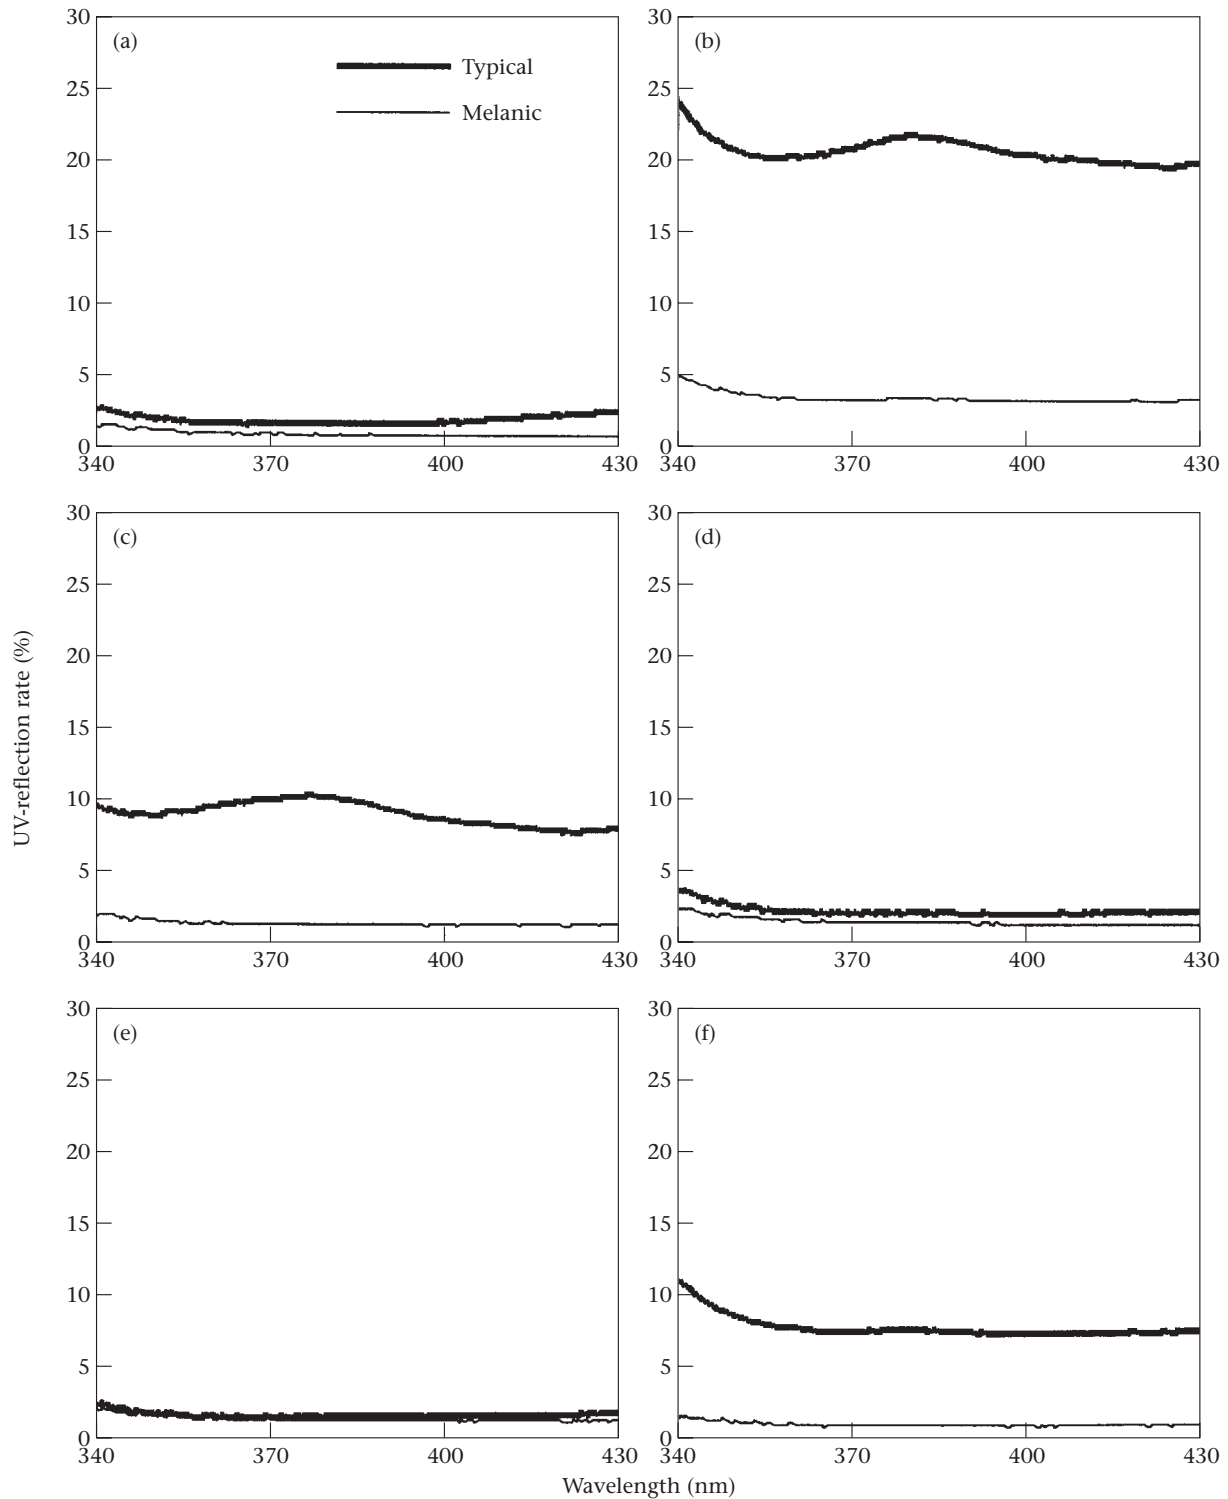 30 (a) 25 20 15 10 5 0
Typical
Melanic
340 370 400 430
30 (b) 25 20 15 10 5 0
340 370 400 430
30 (c) 25 20 15 10 5 0
340 370 400 430
30 (d) 25 20 15 10 5 0
340 370 400 430
UV-reflection rate (%)
30 (e) 25 20 15 10 5 0
340 370 400 430
30 (f) 25 20 15 10 5 0
340 370 400 430
Wavelength (nm)